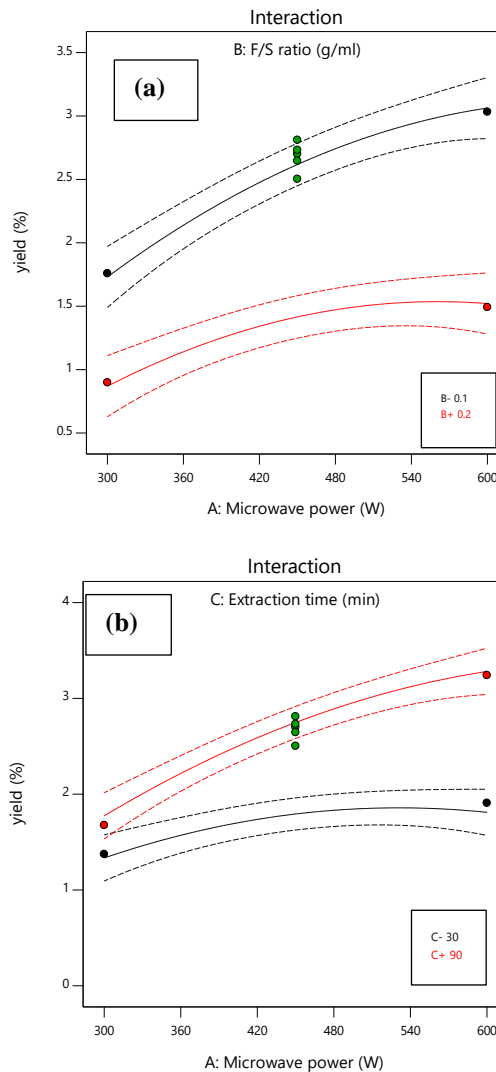 Interaction
B: F/S ratio (g/ml)
(a)
3.5
3
2.5
2
1.5
1
0.5
yield (%)
B- 0.1
B+ 0.2
300 360 420 480 540 600
A: Microwave power (W)
Interaction
C: Extraction time (min)
(b)
4
3
2
1
0
yield (%)
C- 30
C+ 90
300 360 420 480 540 600
A: Microwave power (W)